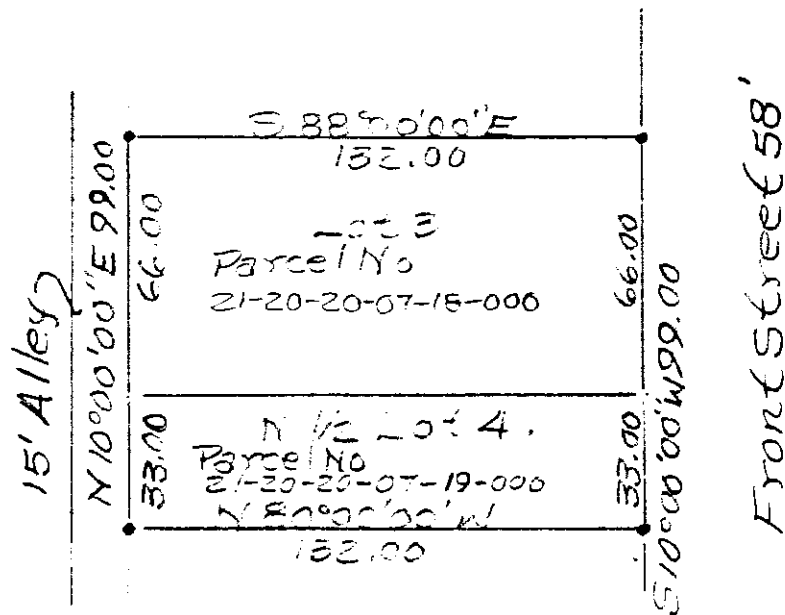 S 88°00'00"E
132.00
Lot 3
Parcel No
21-20-20-07-18-000
N 1/2 Lot 4.
Parcel No
21-20-20-07-19-000
N 80°00'00"W
132.00
15' Alley
N 10°00'00"E 99.00
66.00
33.00
66.00
33.00
S 10°00'00"W 99.00
Front Street 58'